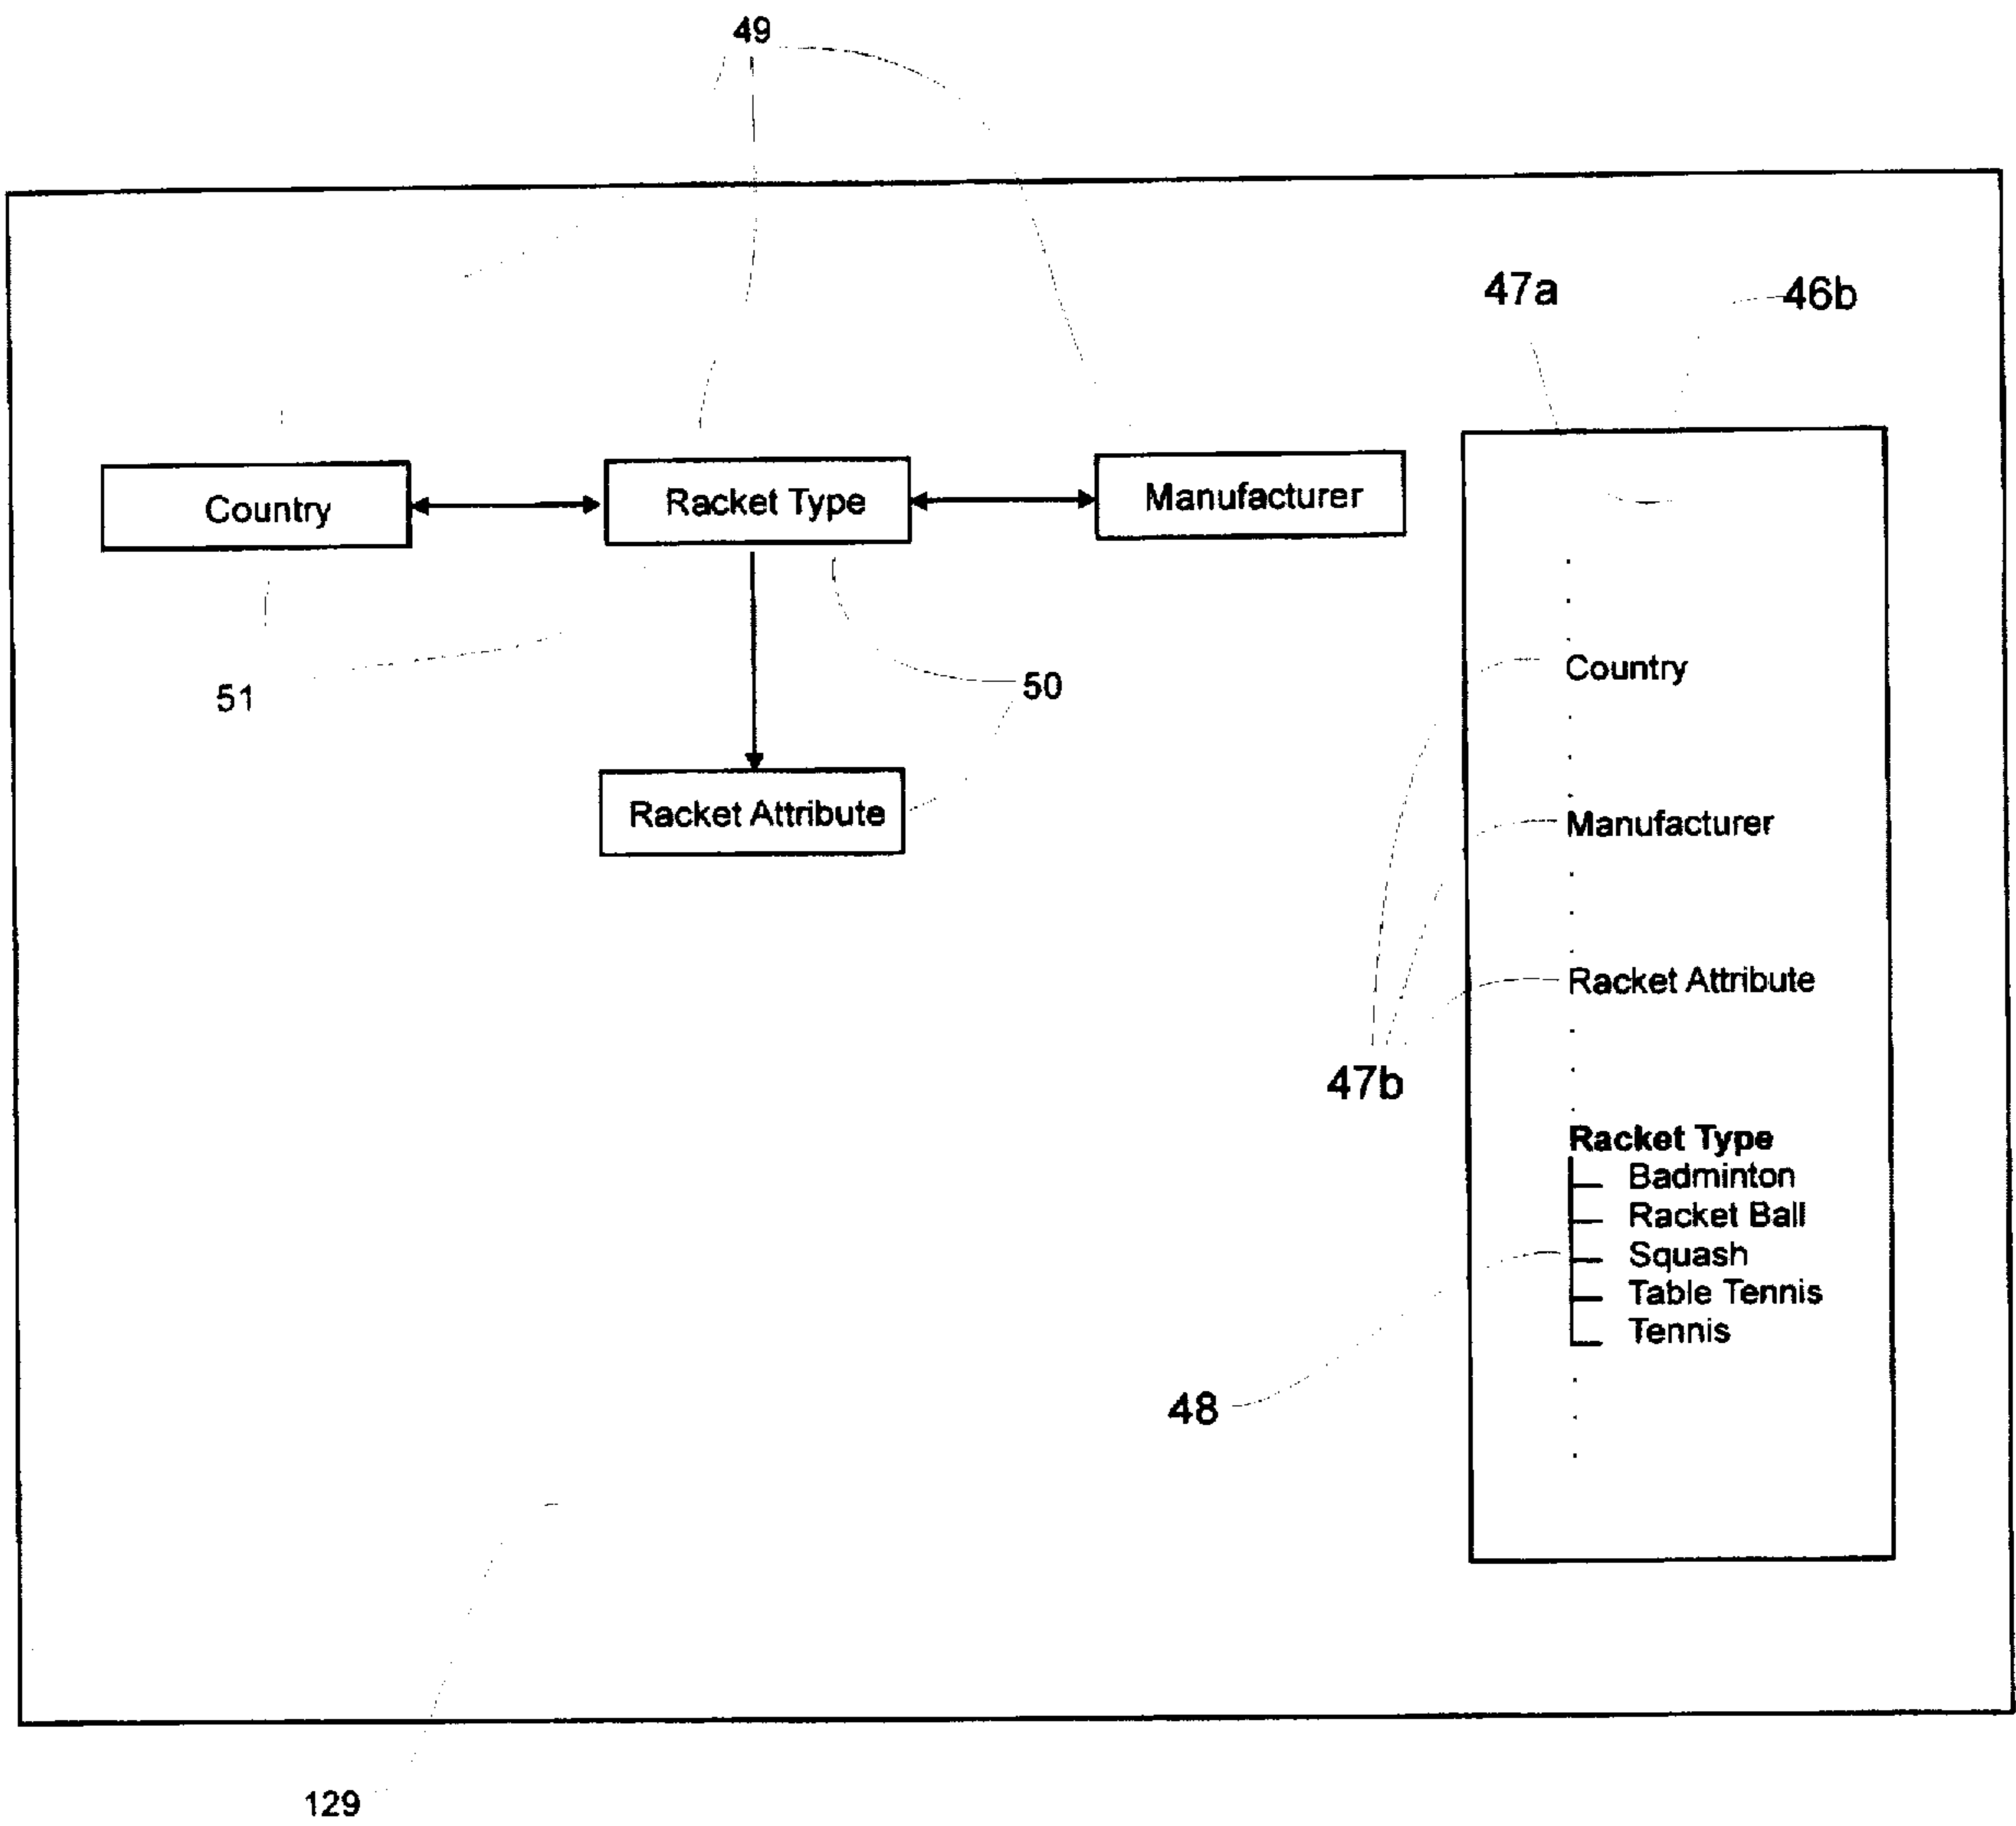 49
47a
46b
Country
Racket Type
Manufacturer
51
50
Racket Attribute
Country
Manufacturer
Racket Attribute
47b
Racket Type
Badminton
Racket Ball
Squash
Table Tennis
Tennis
48
129